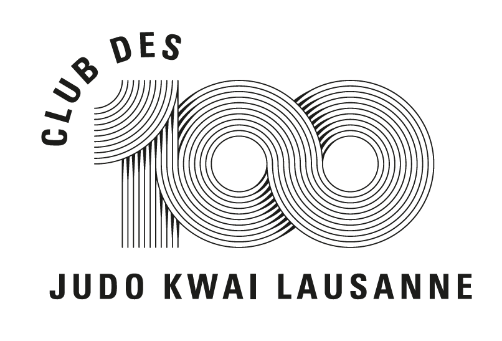 CLUB DES
100
JUDO KWAI LAUSANNE